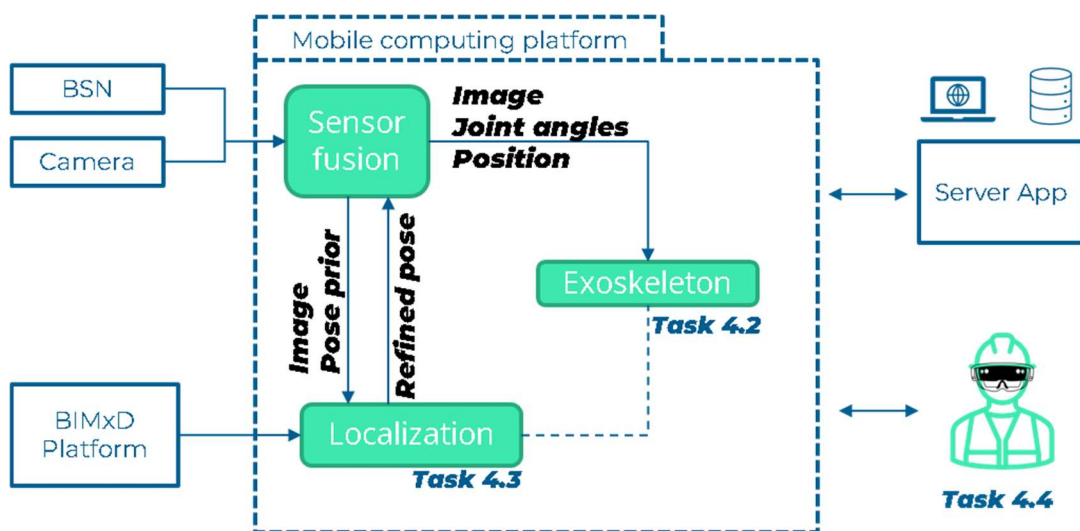 Mobile computing platform
BSN
Camera
Sensor
fusion
Image
Joint angles
Position
Server App
Image
Pose prior
Refined pose
Exoskeleton
Task 4.2
BIMxD
Platform
Localization
Task 4.3
Task 4.4